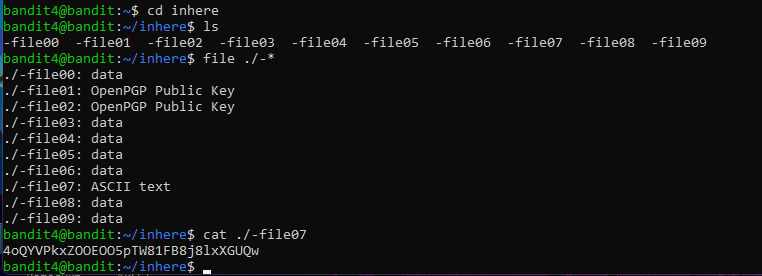 bandit4@bandit:~$ cd inhere
bandit4@bandit:~/inhere$ ls
-file00  -file01  -file02  -file03  -file04  -file05  -file06  -file07  -file08  -file09
bandit4@bandit:~/inhere$ file ./-*
./-file00: data
./-file01: OpenPGP Public Key
./-file02: OpenPGP Public Key
./-file03: data
./-file04: data
./-file05: data
./-file06: data
./-file07: ASCII text
./-file08: data
./-file09: data
bandit4@bandit:~/inhere$ cat ./-file07
4oQYVPkxZOOEOO5pTW81FB8j8lxXGUQw
bandit4@bandit:~/inhere$